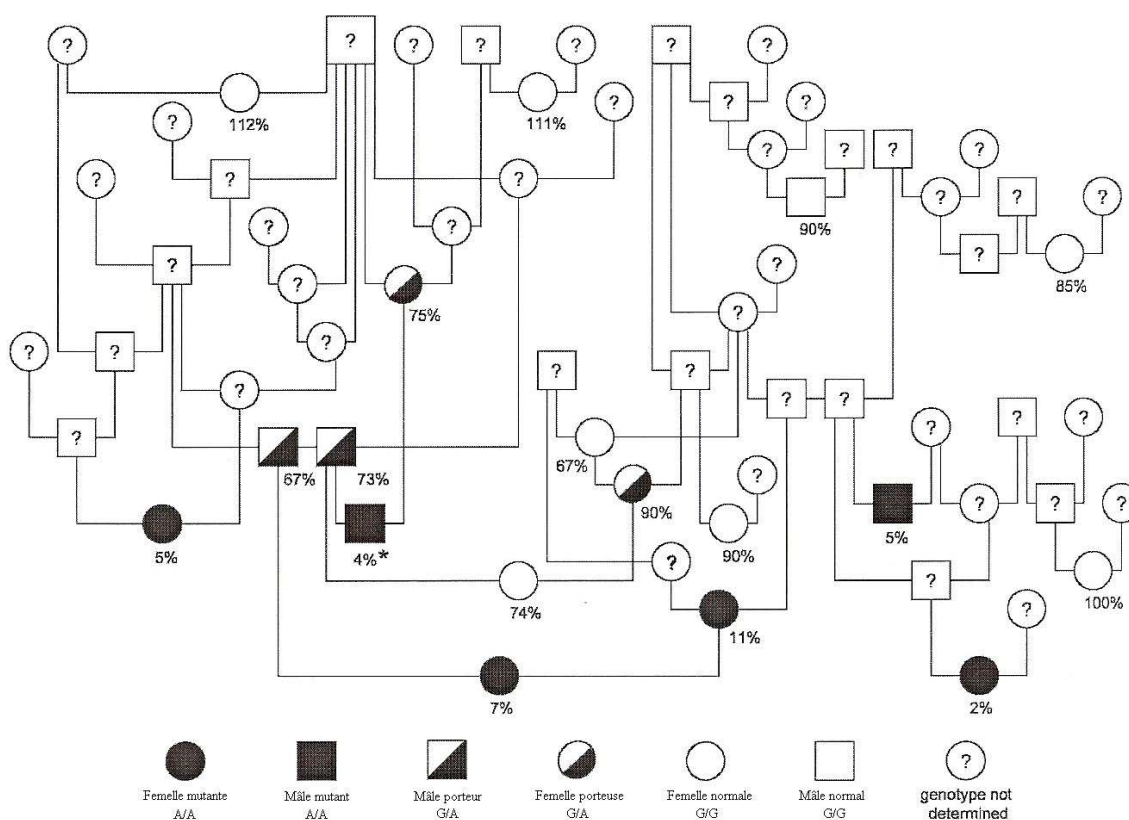 ? ? ? ? ? ? ?
112% 111% ? ? ? ?
? ? ? ? ? ? ?
? ? ? ? 90% ? ? 85%
? 75% ? ?
? ? ? ? ? ? ?
? ? ? ? ?
? 67% 73% 67% ? ? ?
5% 4%* 90% 90% 5%
74% ? ? 100%
11% ?
7% 2%
?
Femelle mutante Mâle mutant Mâle porteur Femelle porteuse Femelle normale Mâle normal genotype not
A/A A/A G/A G/A G/G G/G determined